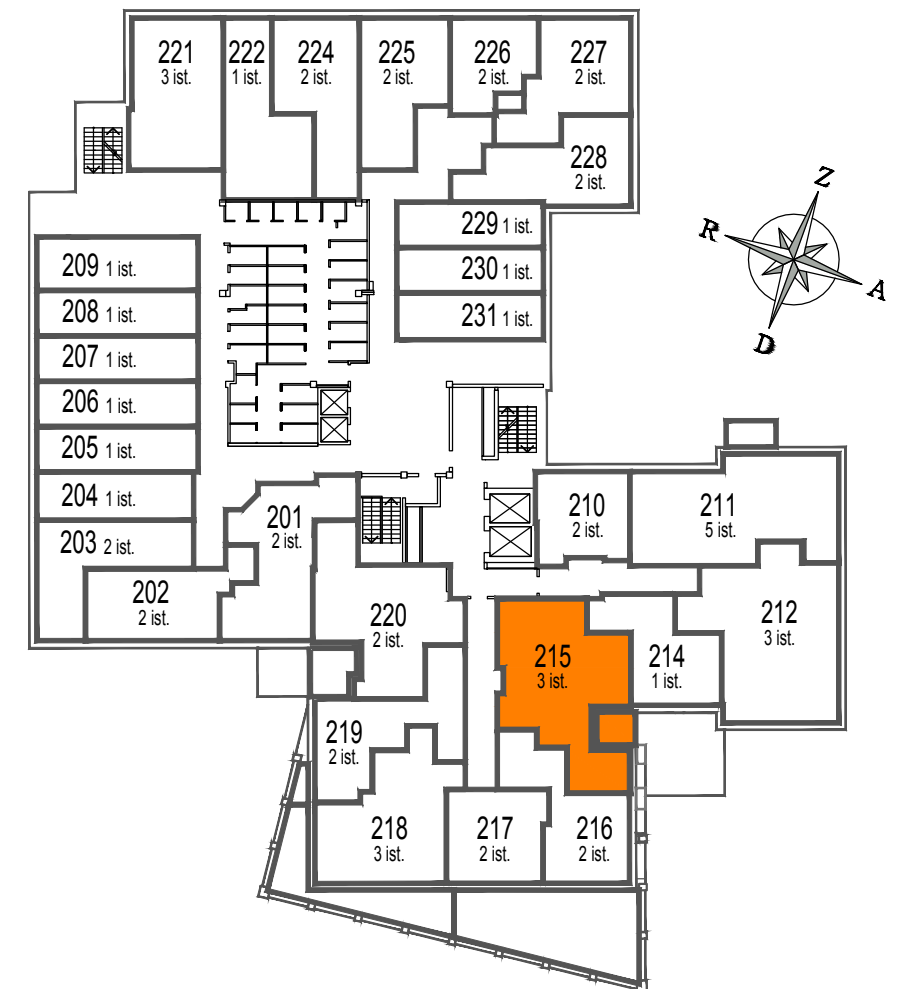 221
3 ist.
222
1 ist.
224
2 ist.
225
2 ist.
226
2 ist.
227
2 ist.
228
2 ist.
229 1 ist.
230 1 ist.
231 1 ist.
Z
R
A
D
209 1 ist.
208 1 ist.
207 1 ist.
206 1 ist.
205 1 ist.
204 1 ist.
203 2 ist.
202
2 ist.
201
2 ist.
210
2 ist.
211
5 ist.
212
3 ist.
220
2 ist.
215
3 ist.
214
1 ist.
219
2 ist.
218
3 ist.
217
2 ist.
216
2 ist.